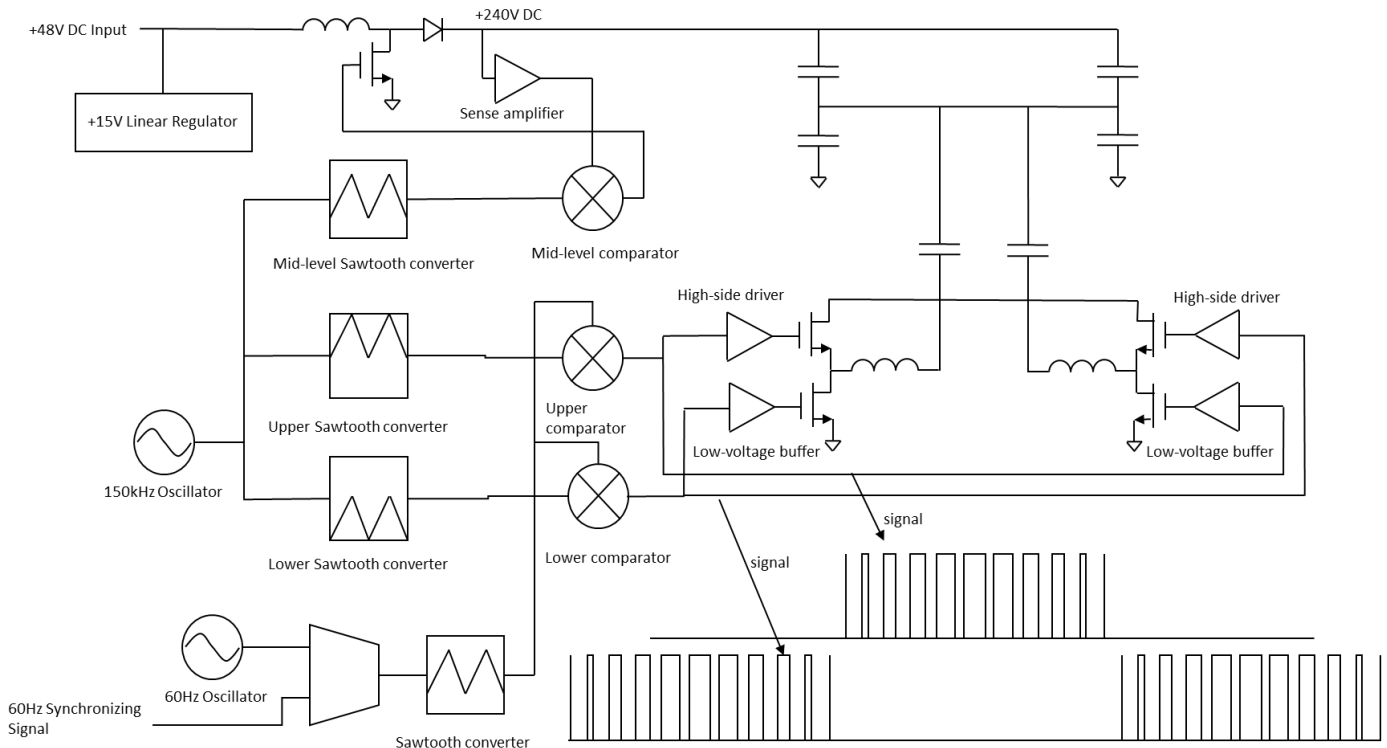 +240V DC
+48V DC Input
+15V Linear Regulator
Sense amplifier
Mid-level Sawtooth converter
Mid-level comparator
High-side driver
High-side driver
Upper
comparator
Upper Sawtooth converter
Low-voltage buffer
Low-voltage buffer
150kHz Oscillator
signal
Lower Sawtooth converter
Lower comparator
signal
60Hz Oscillator
60Hz Synchronizing
Signal
Sawtooth converter